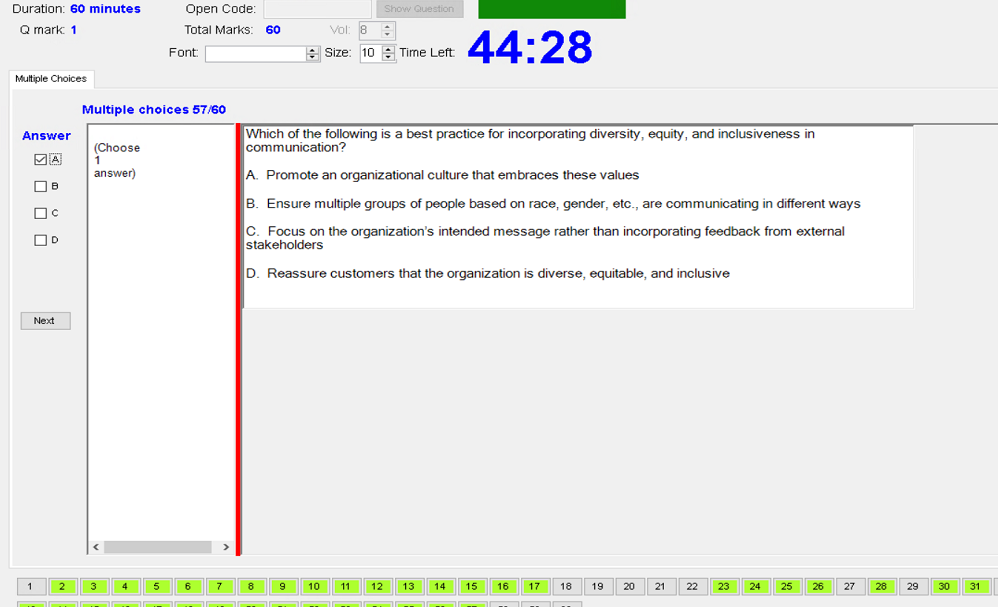 Duration: 60 minutes Open Code: Show Question
Q mark: 1 Total Marks: 60 Vol: 8
Font: Size: 10 Time Left: 44:28
Multiple Choices
Multiple choices 57/60
Answer
(Choose
1
answer)
A
B
C
D
Next
Which of the following is a best practice for incorporating diversity, equity, and inclusiveness in
communication?
A. Promote an organizational culture that embraces these values
B. Ensure multiple groups of people based on race, gender, etc., are communicating in different ways
C. Focus on the organization's intended message rather than incorporating feedback from external
stakeholders
D. Reassure customers that the organization is diverse, equitable, and inclusive
1 2 3 4 5 6 7 8 9 10 11 12 13 14 15 16 17 18 19 20 21 22 23 24 25 26 27 28 29 30 31